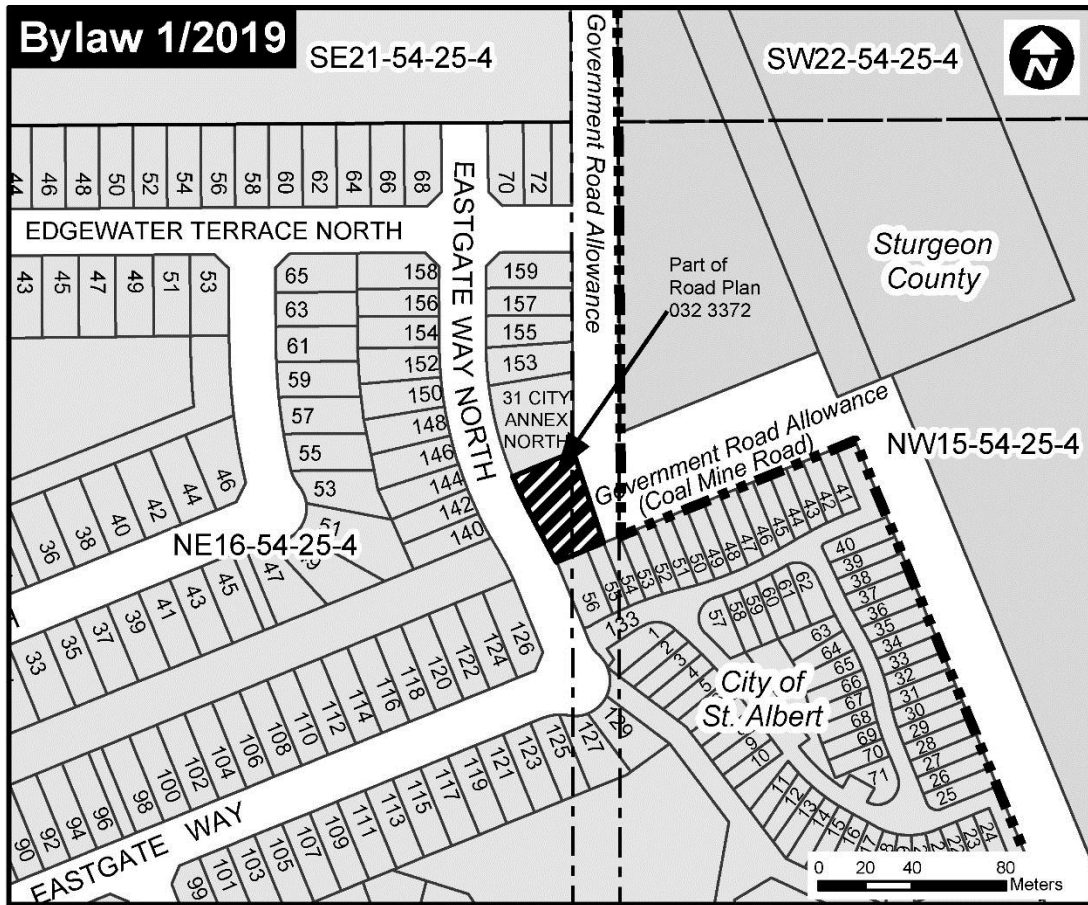 Bylaw 1/2019
SE21-54-25-4
Government Road Allowance
SW22-54-25-4
N
44 46 48 50 52 54 56 58 60 62 64 66 68
70 72
EDGEWATER TERRACE NORTH
EASTGATE WAY NORTH
Government Road Allowance
Sturgeon
County
43 45 47 49 51 53
65
63
61
59
57
55
53
51
47
45
43
41
39
37
35
33
158
156
154
152
150
148
146
144
142
140
159
157
155
153
31 CITY
ANNEX
NORTH
Part of
Road Plan
032 3372
Government Road Allowance
(Coal Mine Road)
NW15-54-25-4
NE16-54-25-4
36 38 40 42 44 46
90 92 94 96 98 100 102 104 106 108 110 112 114 116 118 120 122 124 126
EASTGATE WAY
99 101 103 105 107 109 111 113 115 117 119 121 123 125 127 129
133
56 55 54 53 52 51 50 49 48 47 46 45 44 43 42 41
40
39
38
37
36
35
34
33
32
31
30
29
28
27
26
25
24
23
57 58 59 60 61 62
63
64
65
66
67
68
69
70
71
City of
St. Albert
1 2 3 4 5
9 10 11 12 13 14 15 16 17
0 20 40 80
Meters